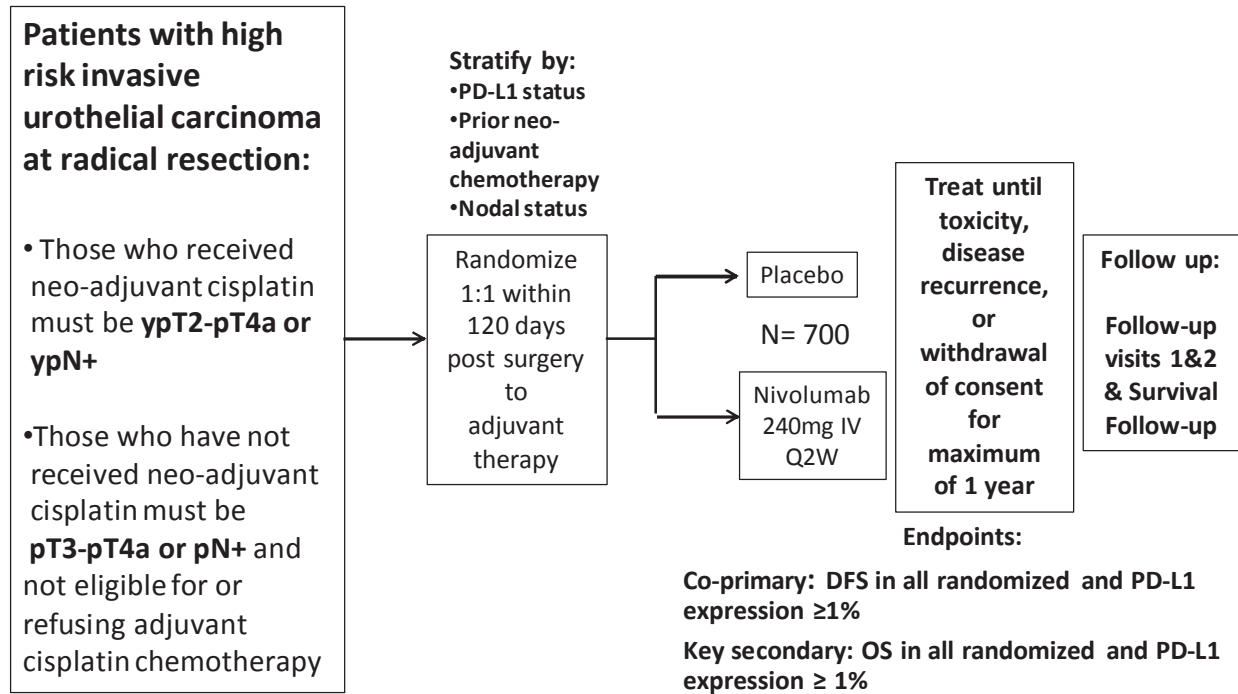 Patients with high
risk invasive
urothelial carcinoma
at radical resection:
• Those who received
neo-adjuvant cisplatin
must be ypT2-pT4a or
ypN+
•Those who have not
received neo-adjuvant
cisplatin must be
pT3-pT4a or pN+ and
not eligible for or
refusing adjuvant
cisplatin chemotherapy
Stratify by:
•PD-L1 status
•Prior neo-
adjuvant
chemotherapy
•Nodal status
Randomize
1:1 within
120 days
post surgery
to
adjuvant
therapy
Placebo
N= 700
Nivolumab
240mg IV
Q2W
Treat until
toxicity,
disease
recurrence,
or
withdrawal
of consent
for
maximum
of 1 year
Follow up:
Follow-up
visits 1&2
& Survival
Follow-up
Endpoints:
Co-primary: DFS in all randomized and PD-L1
expression ≥1%
Key secondary: OS in all randomized and PD-L1
expression ≥ 1%